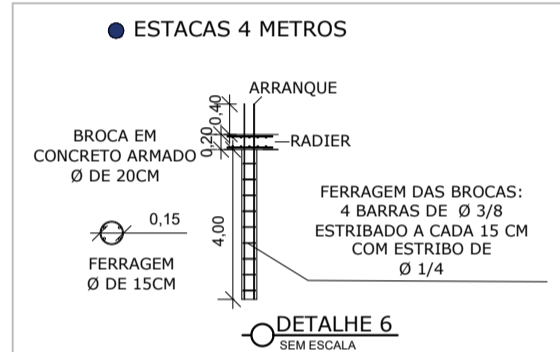 ESTACAS 4 METROS
ARRANQUE
0,40
0,20
RADIER
BROCA EM
CONCRETO ARMADO
Ø DE 20CM
4,00
0,15
FERRAGEM
Ø DE 15CM
FERRAGEM DAS BROCAS:
4 BARRAS DE Ø 3/8
ESTRIBADO A CADA 15 CM
COM ESTRIBO DE
Ø 1/4
DETALHE 6
SEM ESCALA